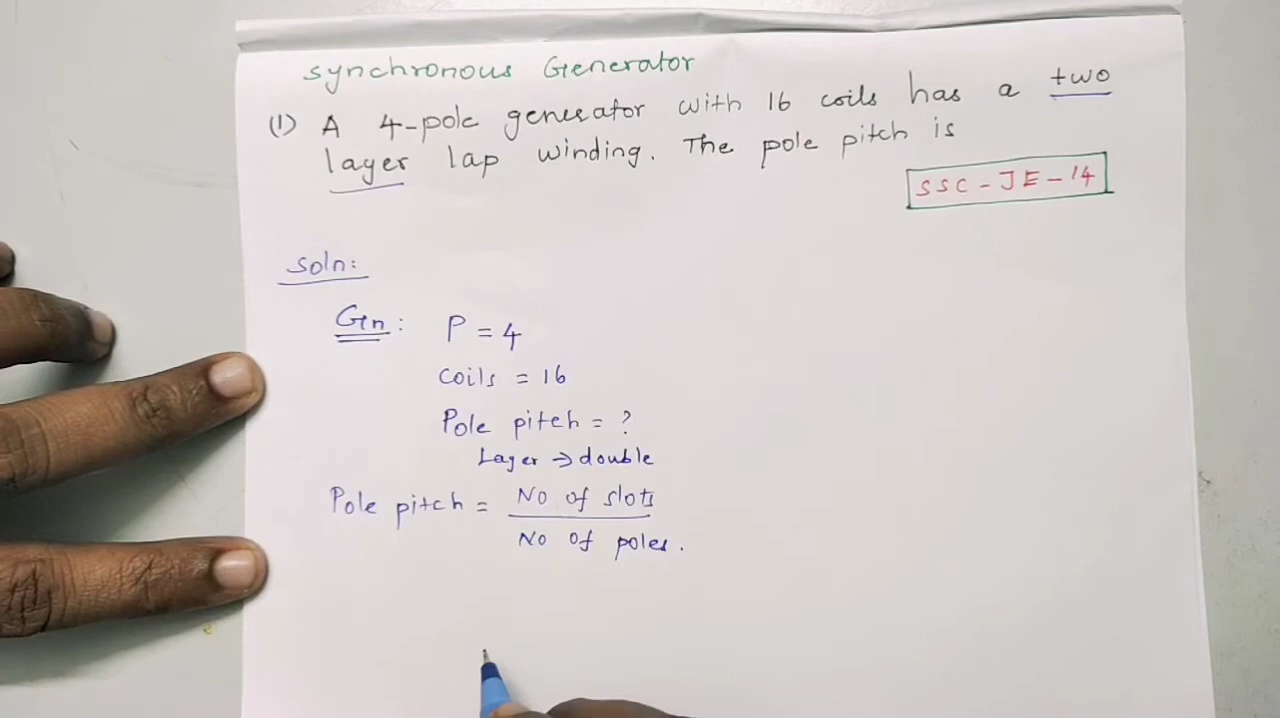 Synchronous Generator
(1) A 4-pole generator with 16 coils has a two
layer lap winding. The pole pitch is
SSC - JE - 14
Soln:
Gn: P = 4
Coils = 16
Pole pitch = ?
Layer → double
Pole pitch = No of slots
No of poles.